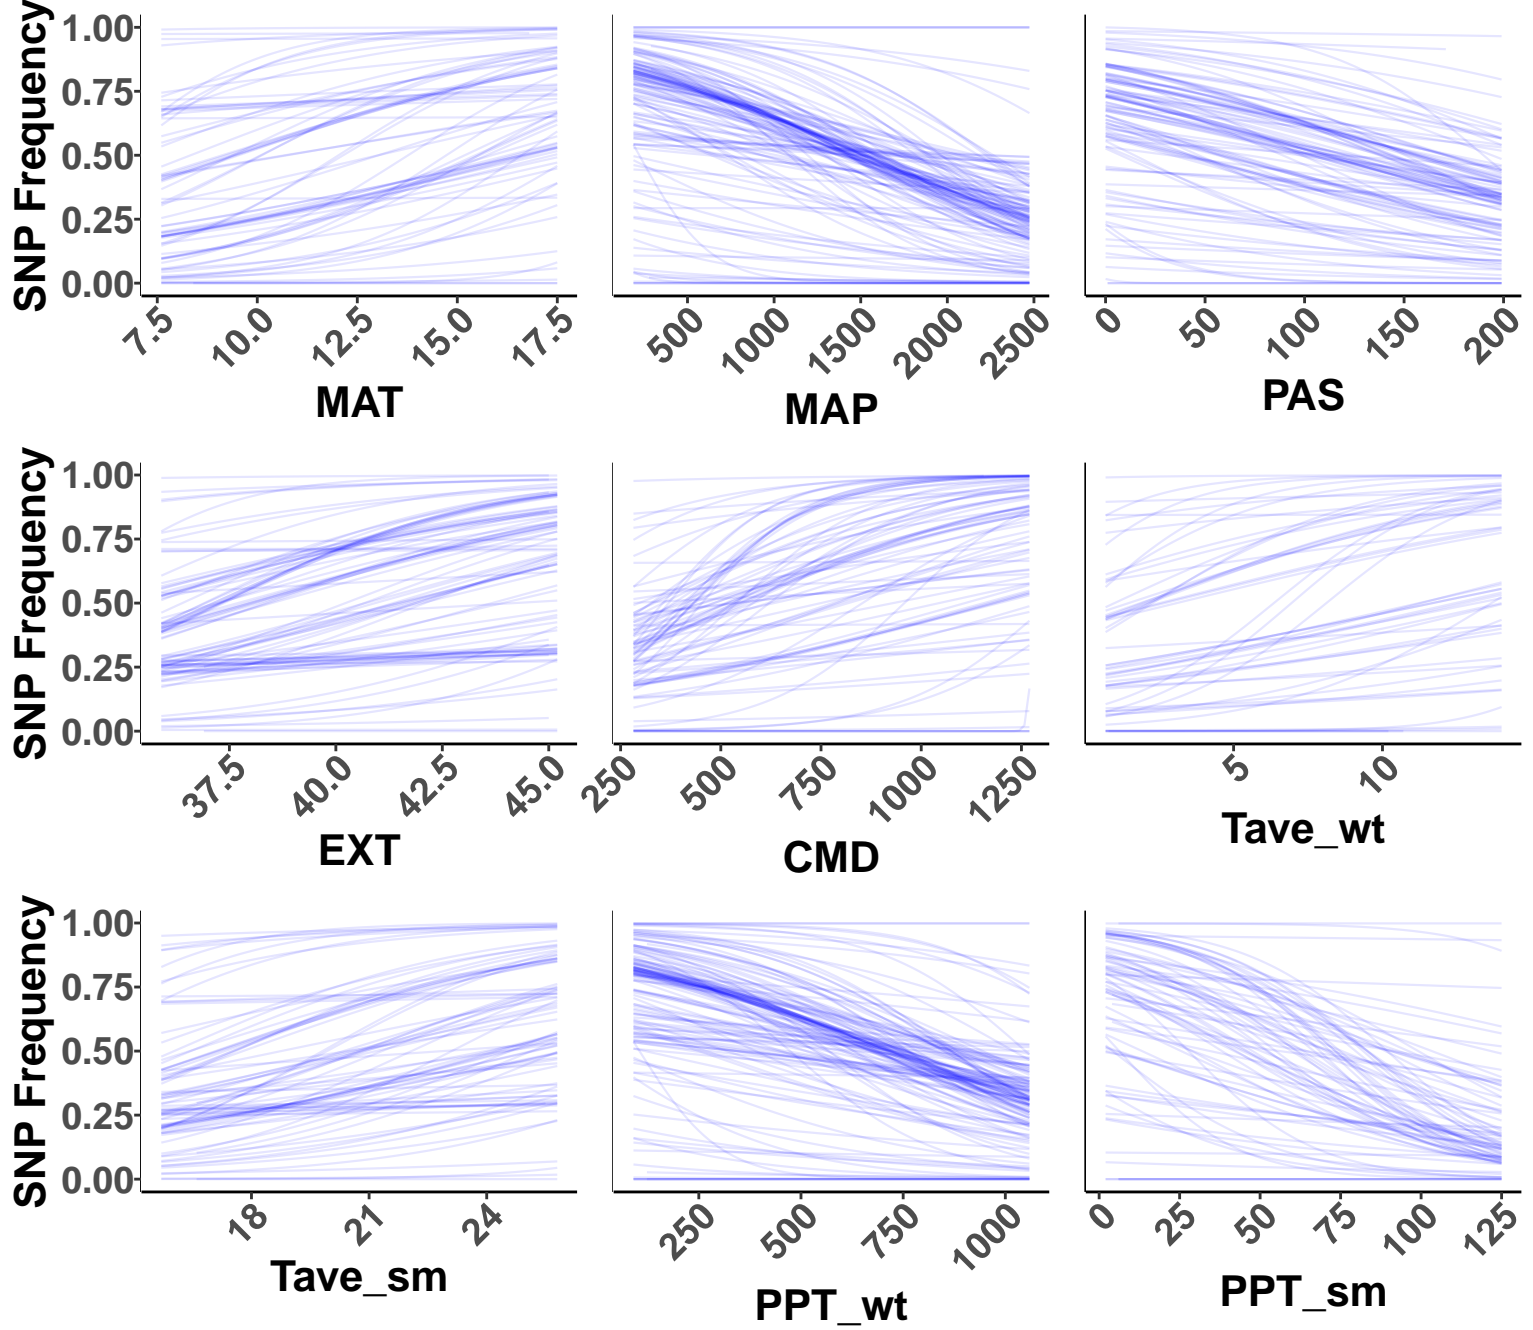 SNP Frequency
1.00
0.75
0.50
0.25
0.00
7.5 10.0 12.5 15.0 17.5
MAT
500 1000 1500 2000 2500
MAP
0 50 100 150 200
PAS
SNP Frequency
1.00
0.75
0.50
0.25
0.00
37.5 40.0 42.5 45.0
EXT
250 500 750 1000 1250
CMD
5 10
Tave_wt
SNP Frequency
1.00
0.75
0.50
0.25
0.00
18 21 24
Tave_sm
250 500 750 1000
PPT_wt
0 25 50 75 100 125
PPT_sm